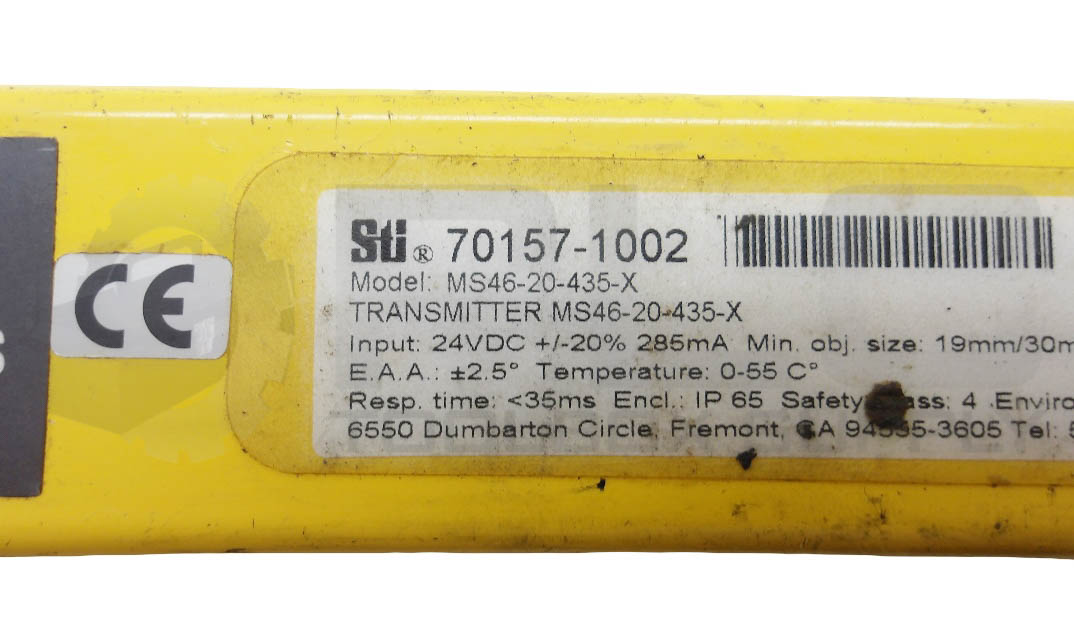 Sti® 70157-1002
Model: MS46-20-435-X
TRANSMITTER MS46-20-435-X
Input: 24VDC +/-20% 285mA Min. obj. size: 19mm/30m
E.A.A.: ±2.5° Temperature: 0-55 C°
Resp. time: <35ms Encl.: IP 65 Safety 4 Enviro
6550 Dumbarton Circle, Fremont, CA Tel: 5
CE
S